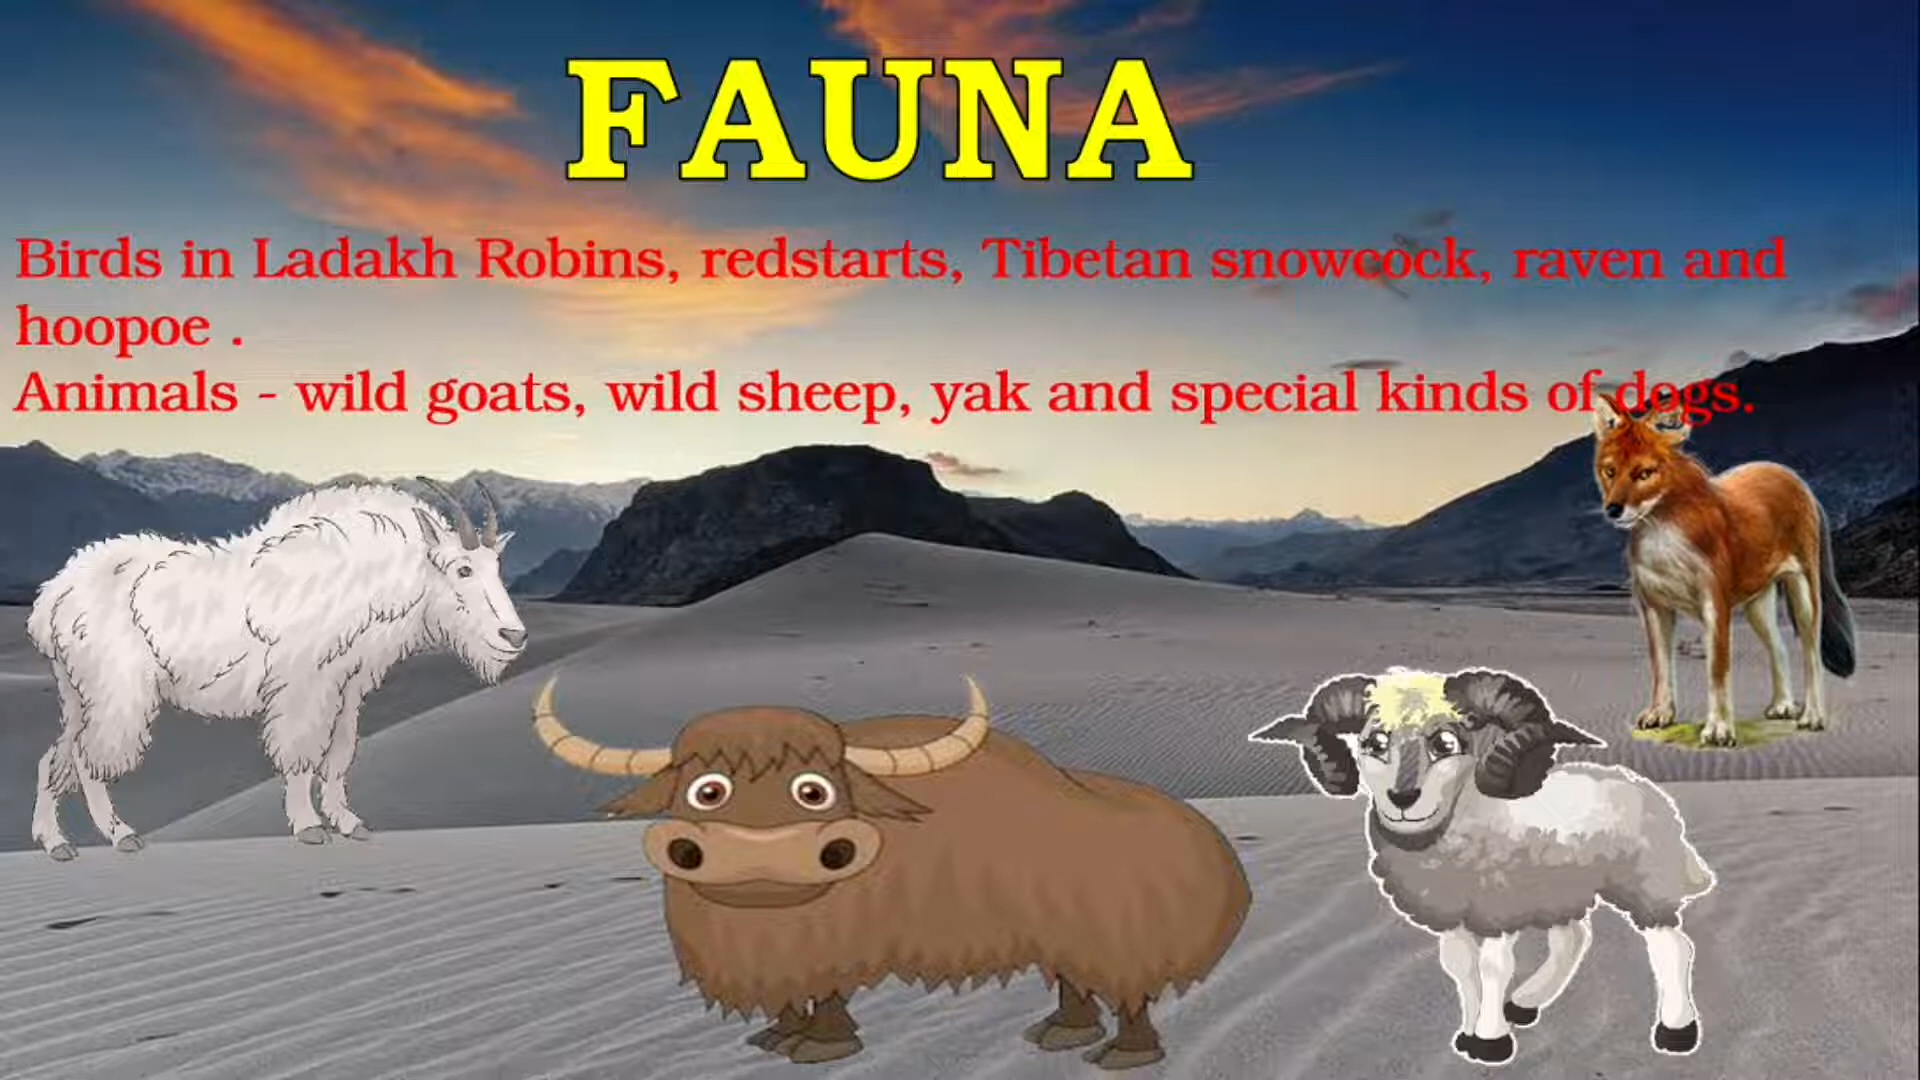 FAUNA
Birds in Ladakh Robins, redstarts, Tibetan snowcock, raven and
hoopoe .
Animals - wild goats, wild sheep, yak and special kinds of dogs.